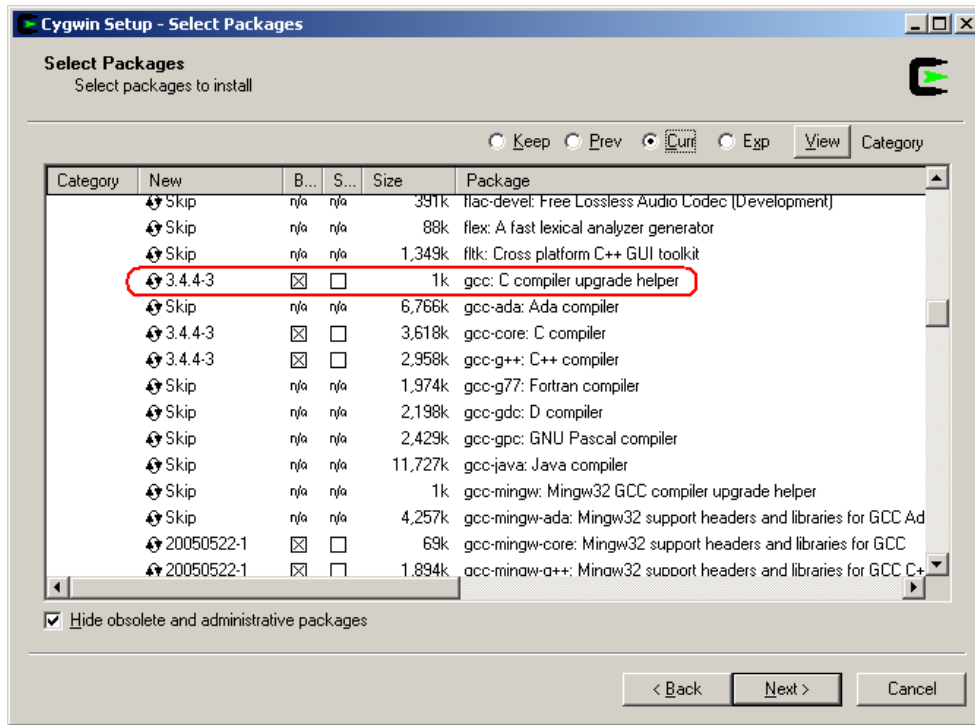 Cygwin Setup - Select Packages
Select Packages
Select packages to install
Keep Prev Curr Exp View Category
Category New B... S... Size Package
Skip n/a n/a 391k flac-devel: Free Lossless Audio Codec (Development)
Skip n/a n/a 88k flex: A fast lexical analyzer generator
Skip n/a n/a 1,349k fltk: Cross platform C++ GUI toolkit
3.4.4-3 1k gcc: C compiler upgrade helper
Skip n/a n/a 6,766k gcc-ada: Ada compiler
3.4.4-3 3,618k gcc-core: C compiler
3.4.4-3 2,958k gcc-g++: C++ compiler
Skip n/a n/a 1,974k gcc-g77: Fortran compiler
Skip n/a n/a 2,198k gcc-gdc: D compiler
Skip n/a n/a 2,429k gcc-gpc: GNU Pascal compiler
Skip n/a n/a 11,727k gcc-java: Java compiler
Skip n/a n/a 1k gcc-mingw: Mingw32 GCC compiler upgrade helper
Skip n/a n/a 4,257k gcc-mingw-ada: Mingw32 support headers and libraries for GCC Ad
20050522-1 69k gcc-mingw-core: Mingw32 support headers and libraries for GCC
20050522-1 1,894k gcc-mingw-g++: Mingw32 support headers and libraries for GCC C+
Hide obsolete and administrative packages
< Back Next > Cancel